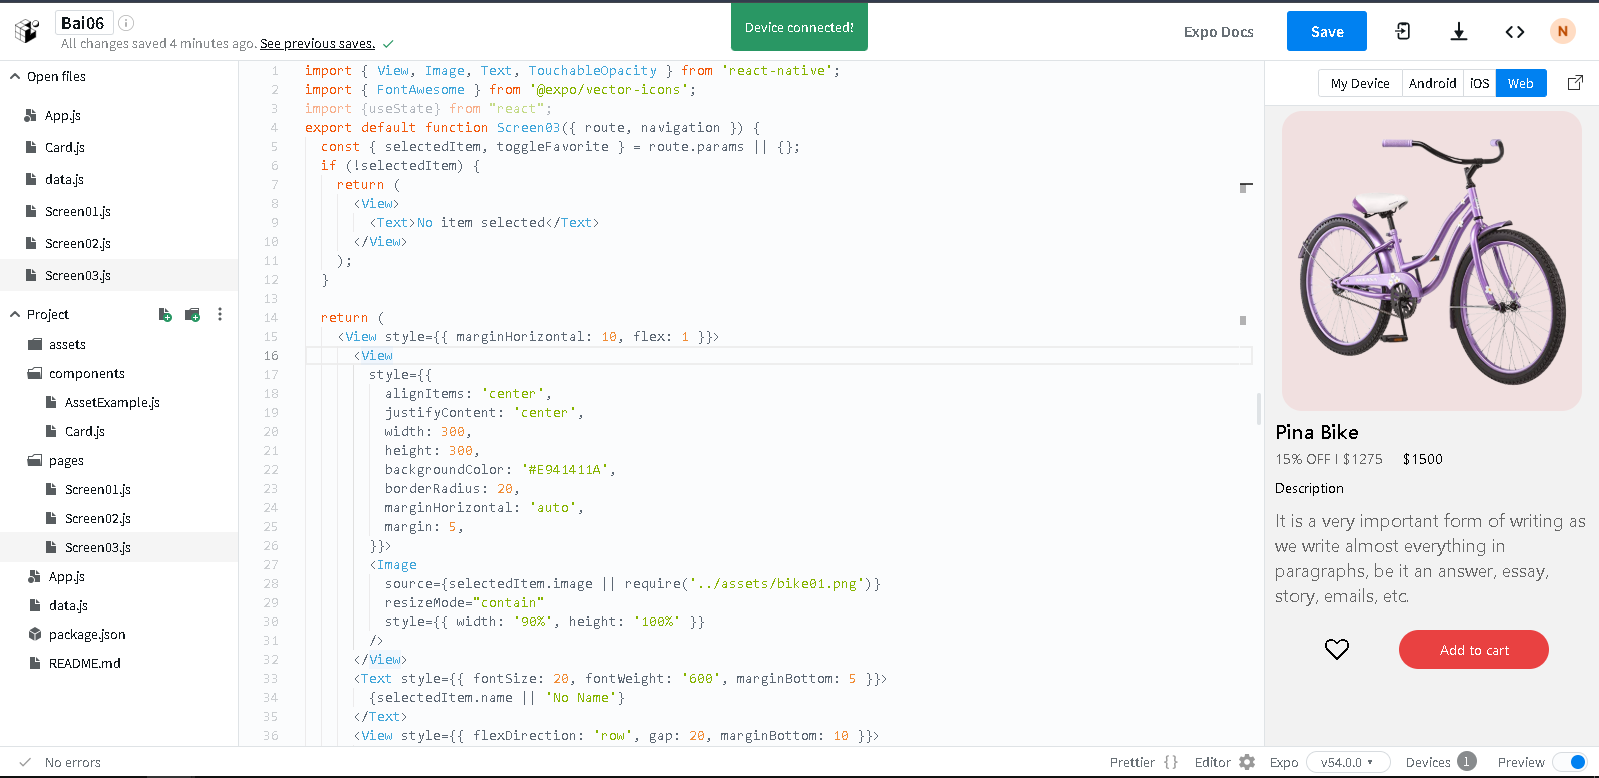 Bai06
All changes saved 4 minutes ago. See previous saves.
Device connected!
Expo Docs
Save
N
Open files
App.js
Card.js
data.js
Screen01.js
Screen02.js
Screen03.js
Project
assets
components
AssetExample.js
Card.js
pages
Screen01.js
Screen02.js
Screen03.js
App.js
data.js
package.json
README.md
1 import { View, Image, Text, TouchableOpacity } from 'react-native';
2 import { FontAwesome } from '@expo/vector-icons';
3 import {useState} from "react";
4 export default function Screen03({ route, navigation }) {
5 const { selectedItem, toggleFavorite } = route.params || {};
6 if (!selectedItem) {
7 return (
8 <View>
9 <Text>No item selected</Text>
10 </View>
11 );
12 }
13
14 return (
15 <View style={{ marginHorizontal: 10, flex: 1 }}>
16 <View
17 style={{
18 alignItems: 'center',
19 justifyContent: 'center',
20 width: 300,
21 height: 300,
22 backgroundColor: '#E941411A',
23 borderRadius: 20,
24 marginHorizontal: 'auto',
25 margin: 5,
26 }}>
27 <Image
28 source={selectedItem.image || require('../assets/bike01.png')}
29 resizeMode="contain"
30 style={{ width: '90%', height: '100%' }}
31 />
32 </View>
33 <Text style={{ fontSize: 20, fontWeight: '600', marginBottom: 5 }}>
34 {selectedItem.name || 'No Name'}
35 </Text>
36 <View style={{ flexDirection: 'row', gap: 20, marginBottom: 10 }}>
My Device Android iOS Web
Pina Bike
15% OFF I $1275 $1500
Description
It is a very important form of writing as
we write almost everything in
paragraphs, be it an answer, essay,
story, emails, etc.
Add to cart
No errors
Prettier {} Editor Expo v54.0.0 Devices 1 Preview